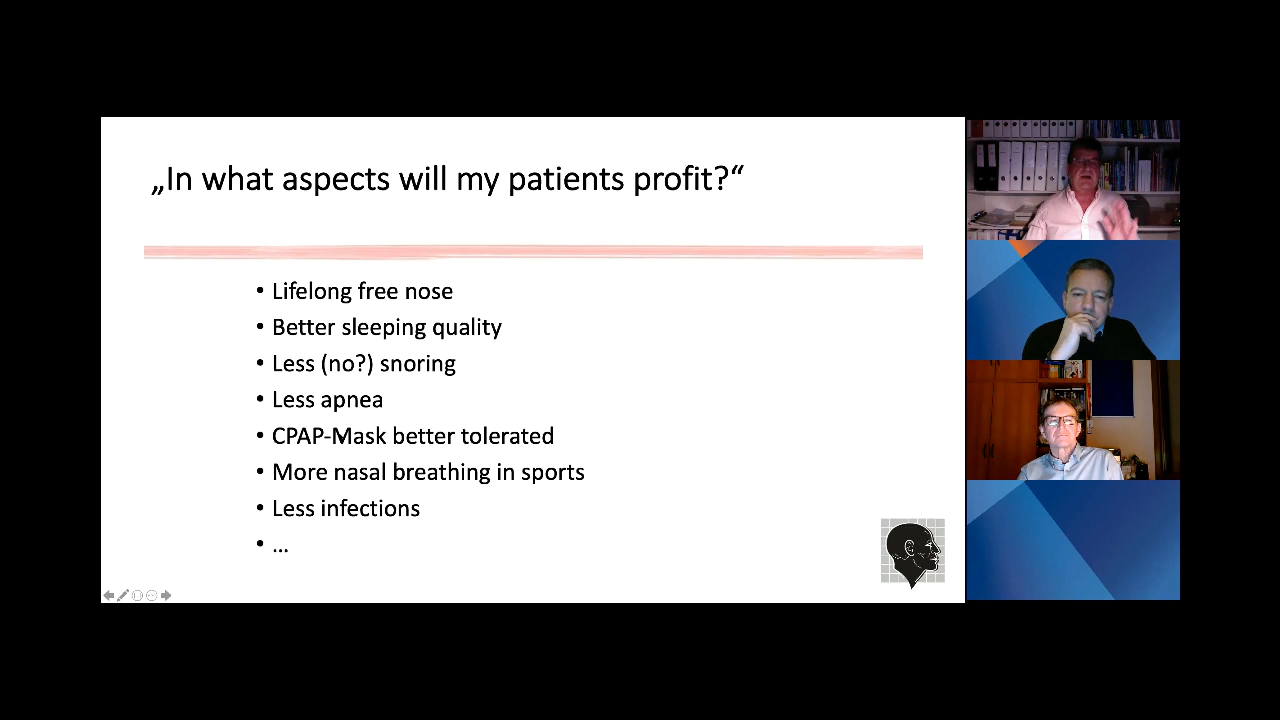 „In what aspects will my patients profit?“
• Lifelong free nose
• Better sleeping quality
• Less (no?) snoring
• Less apnea
• CPAP-Mask better tolerated
• More nasal breathing in sports
• Less infections
• ...